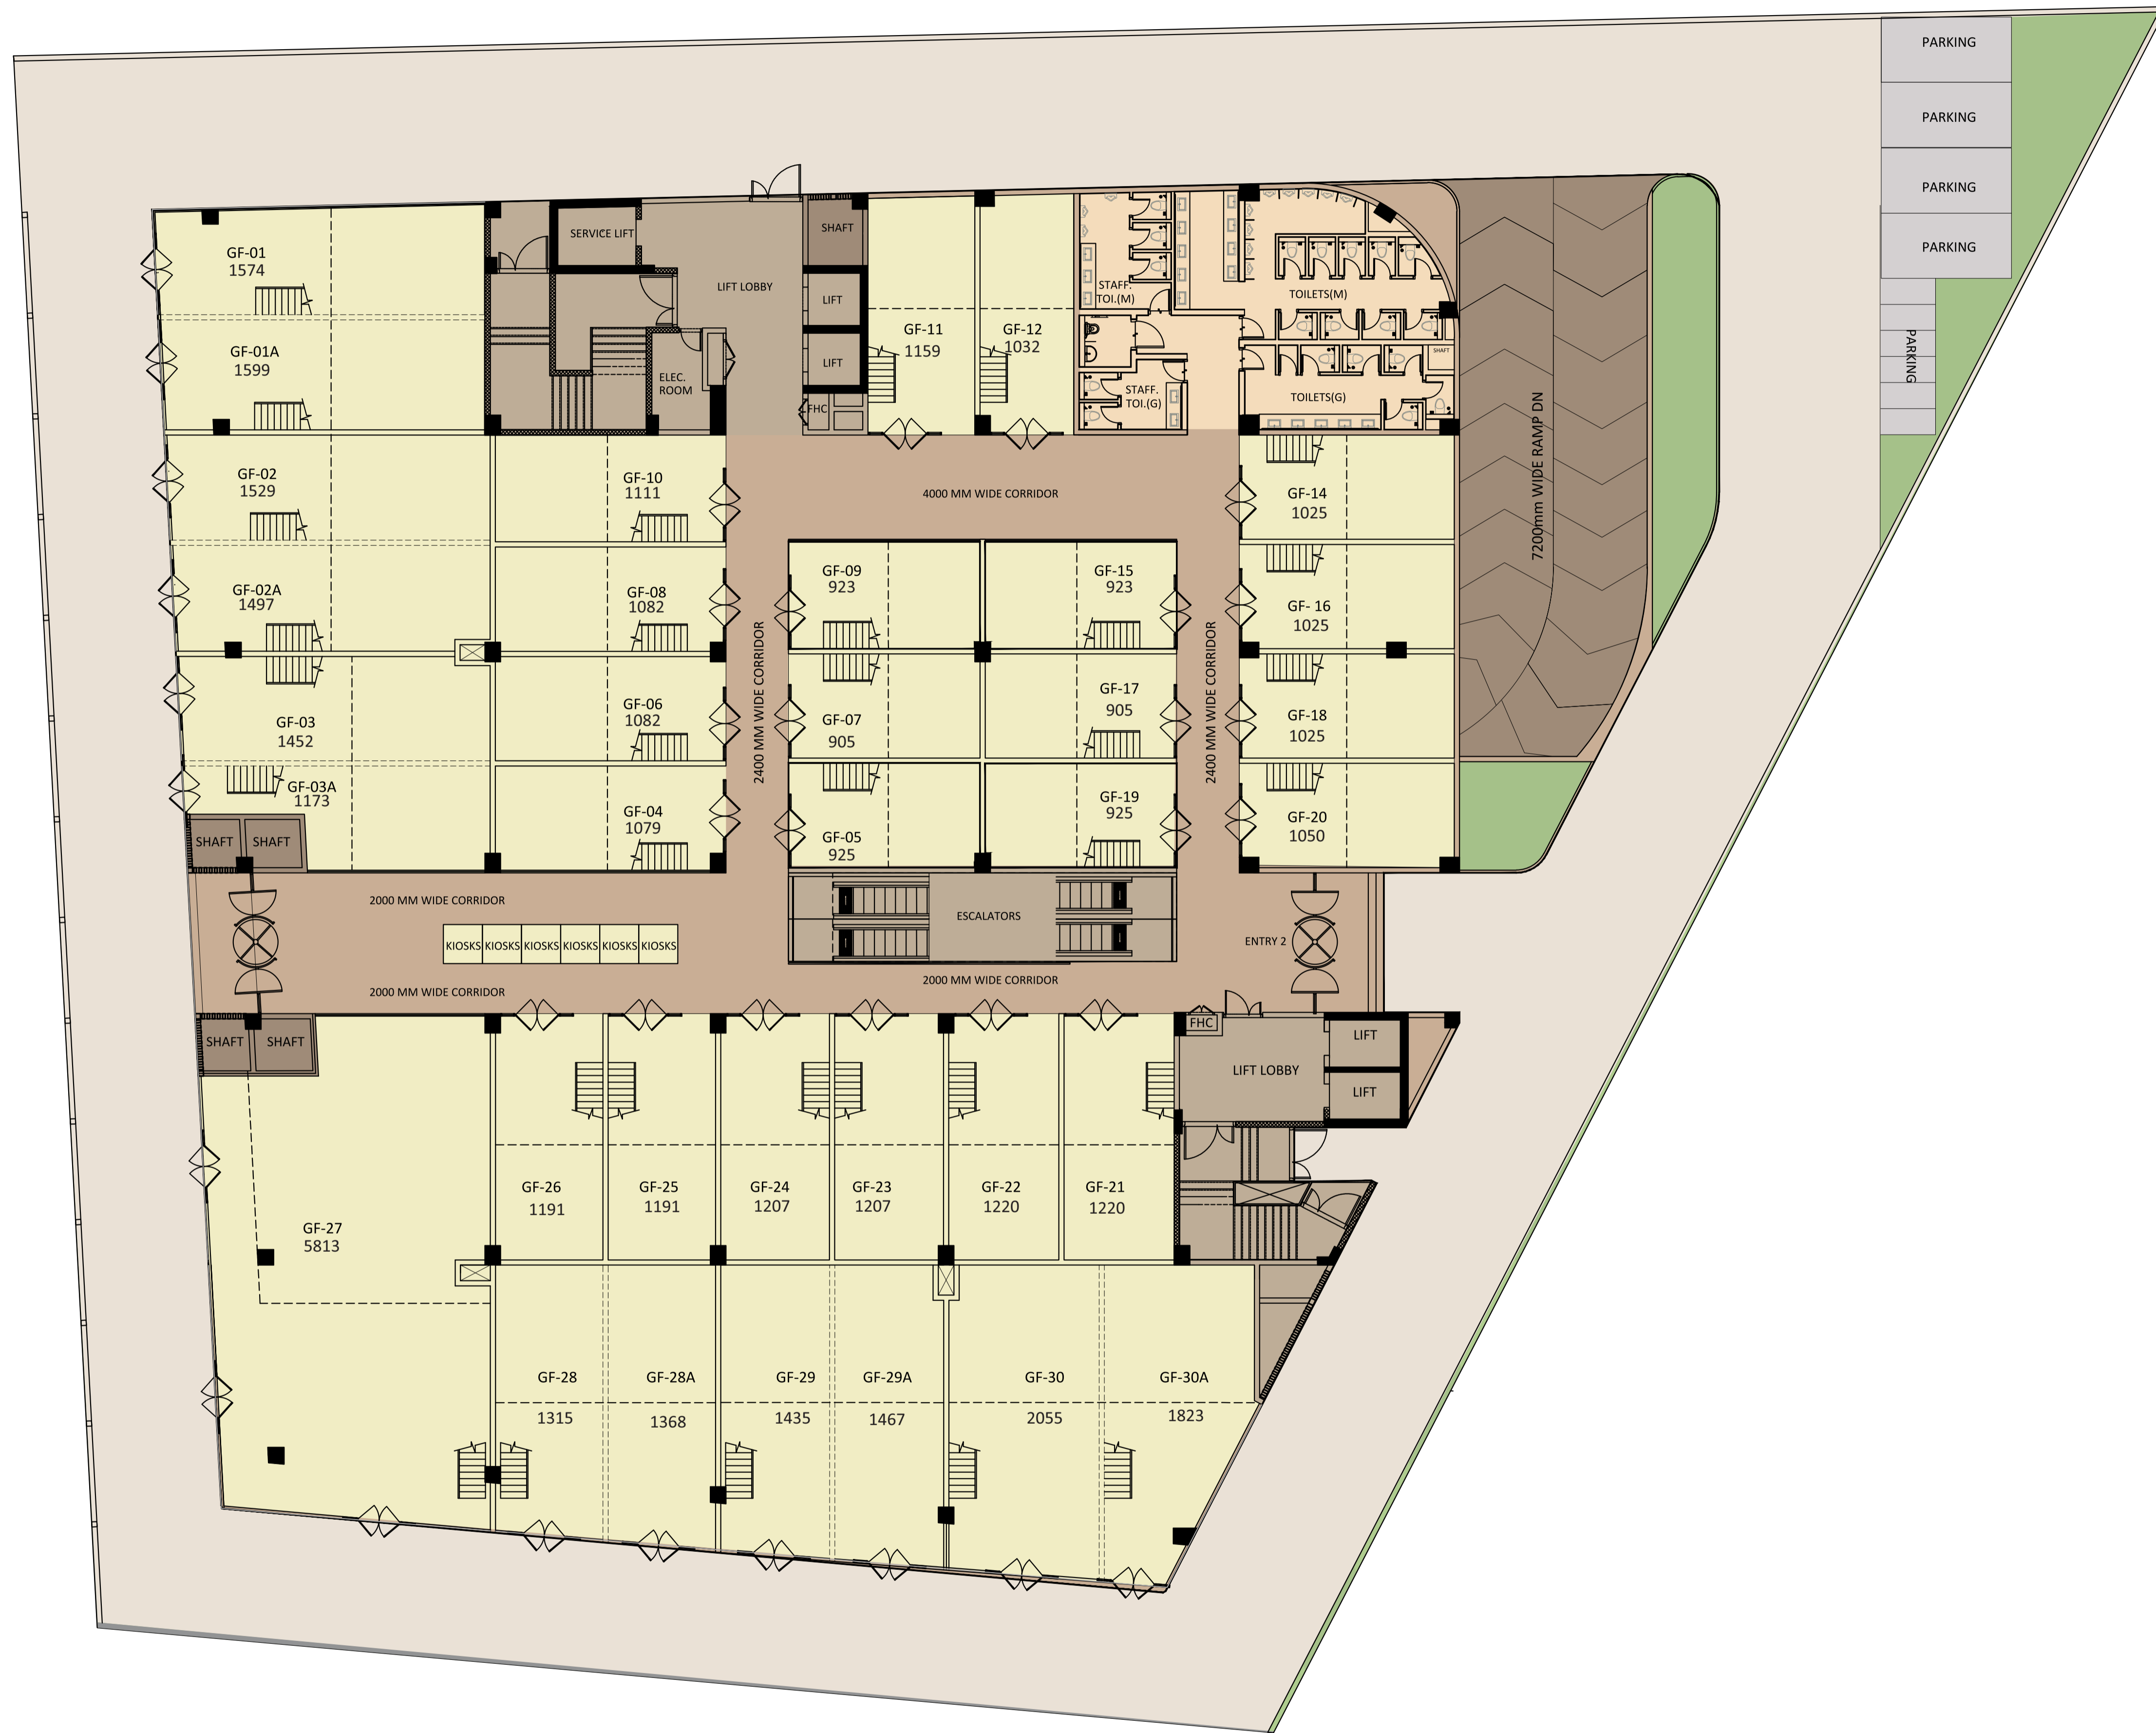 PARKING
PARKING
PARKING
PARKING
PARKING
GF-01
1574
SERVICE LIFT
SHAFT
LIFT LOBBY
LIFT
LIFT
FHC
ELEC.
ROOM
GF-01A
1599
GF-11
1159
GF-12
1032
STAFF.
TOI.(M)
TOILETS(M)
SHAFT
STAFF.
TOI.(G)
TOILETS(G)
7200mm WIDE RAMP DN
GF-02
1529
GF-10
1111
4000 MM WIDE CORRIDOR
GF-14
1025
GF-02A
1497
GF-08
1082
GF-09
923
GF-15
923
GF- 16
1025
2400 MM WIDE CORRIDOR
2400 MM WIDE CORRIDOR
GF-03
1452
GF-06
1082
GF-07
905
GF-17
905
GF-18
1025
GF-03A
1173
GF-04
1079
GF-05
925
GF-19
925
GF-20
1050
SHAFT
SHAFT
2000 MM WIDE CORRIDOR
ESCALATORS
KIOSKS KIOSKS KIOSKS KIOSKS KIOSKS KIOSKS
ENTRY 2
2000 MM WIDE CORRIDOR
2000 MM WIDE CORRIDOR
SHAFT
SHAFT
FHC
LIFT
LIFT LOBBY
LIFT
GF-26
1191
GF-25
1191
GF-24
1207
GF-23
1207
GF-22
1220
GF-21
1220
GF-27
5813
GF-28
1315
GF-28A
1368
GF-29
1435
GF-29A
1467
GF-30
2055
GF-30A
1823